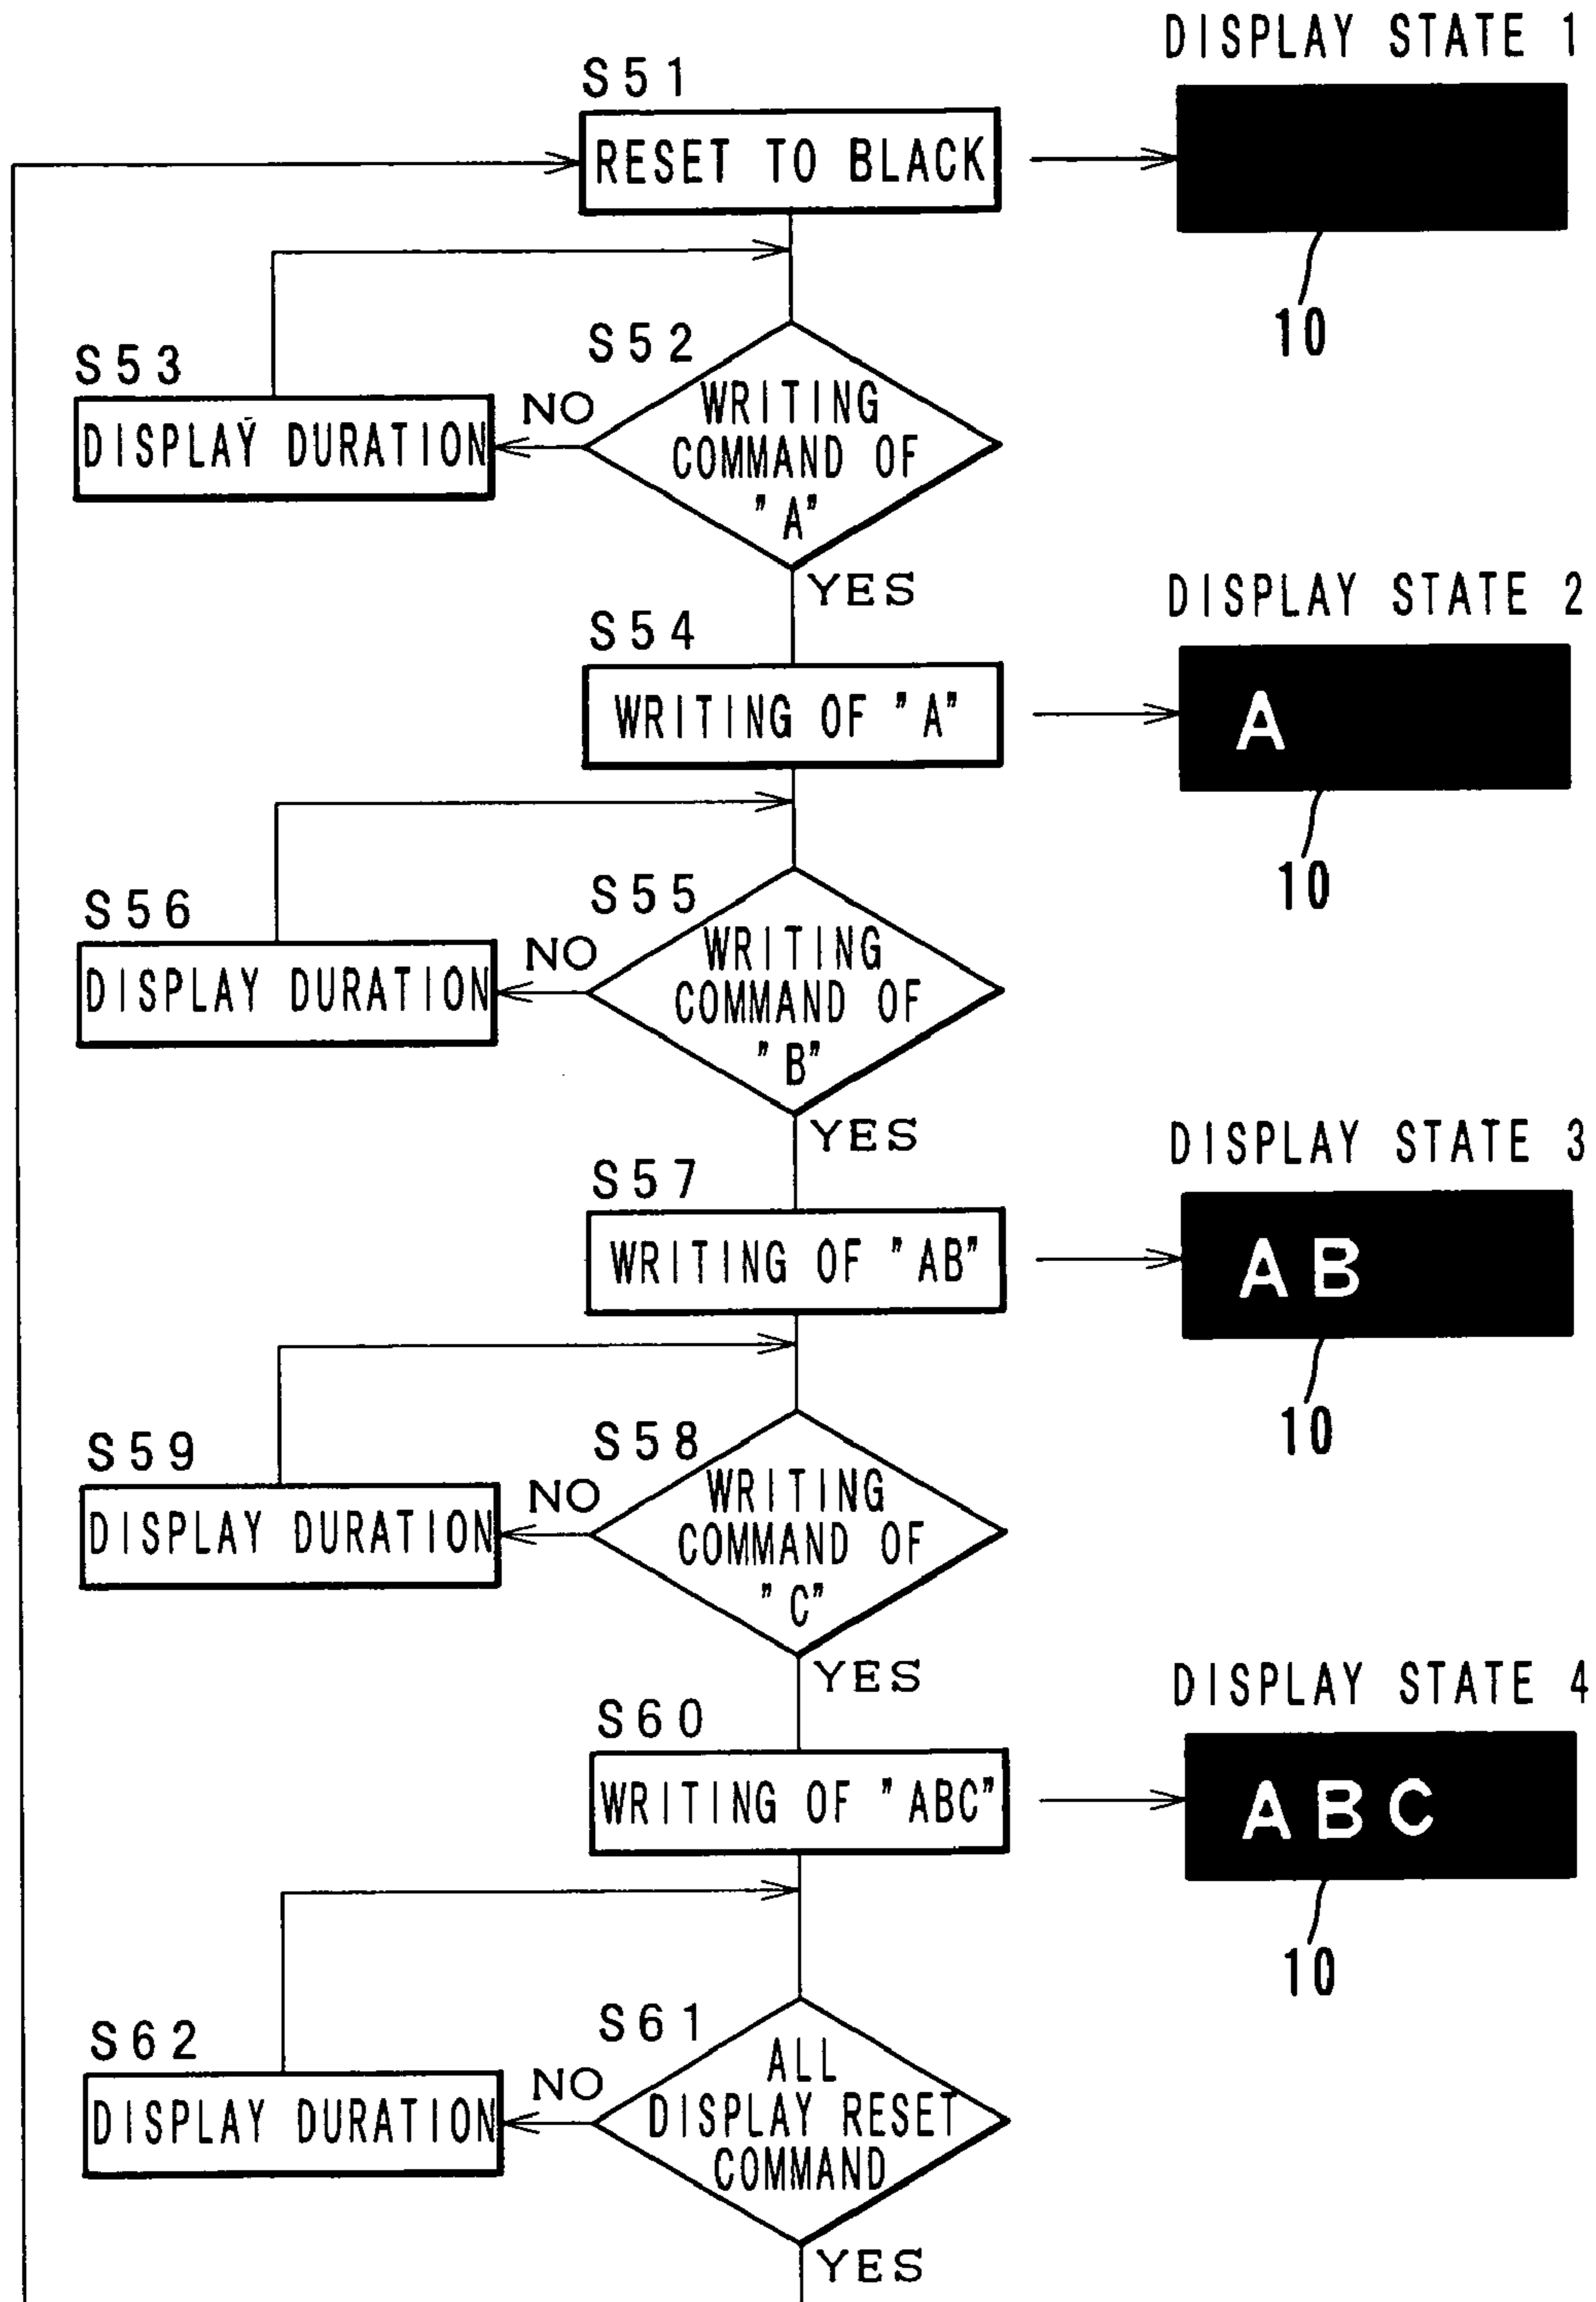 DISPLAY STATE 1
S51
RESET TO BLACK
10
S52
S53
WRITING
COMMAND OF
"A"
NO
DISPLAY DURATION
YES
DISPLAY STATE 2
S54
WRITING OF "A"
A
10
S55
S56
WRITING
COMMAND OF
"B"
NO
DISPLAY DURATION
YES
DISPLAY STATE 3
S57
WRITING OF "AB"
A B
10
S58
S59
WRITING
COMMAND OF
"C"
NO
DISPLAY DURATION
YES
DISPLAY STATE 4
S60
WRITING OF "ABC"
A B C
10
S61
S62
ALL
DISPLAY RESET
COMMAND
NO
DISPLAY DURATION
YES